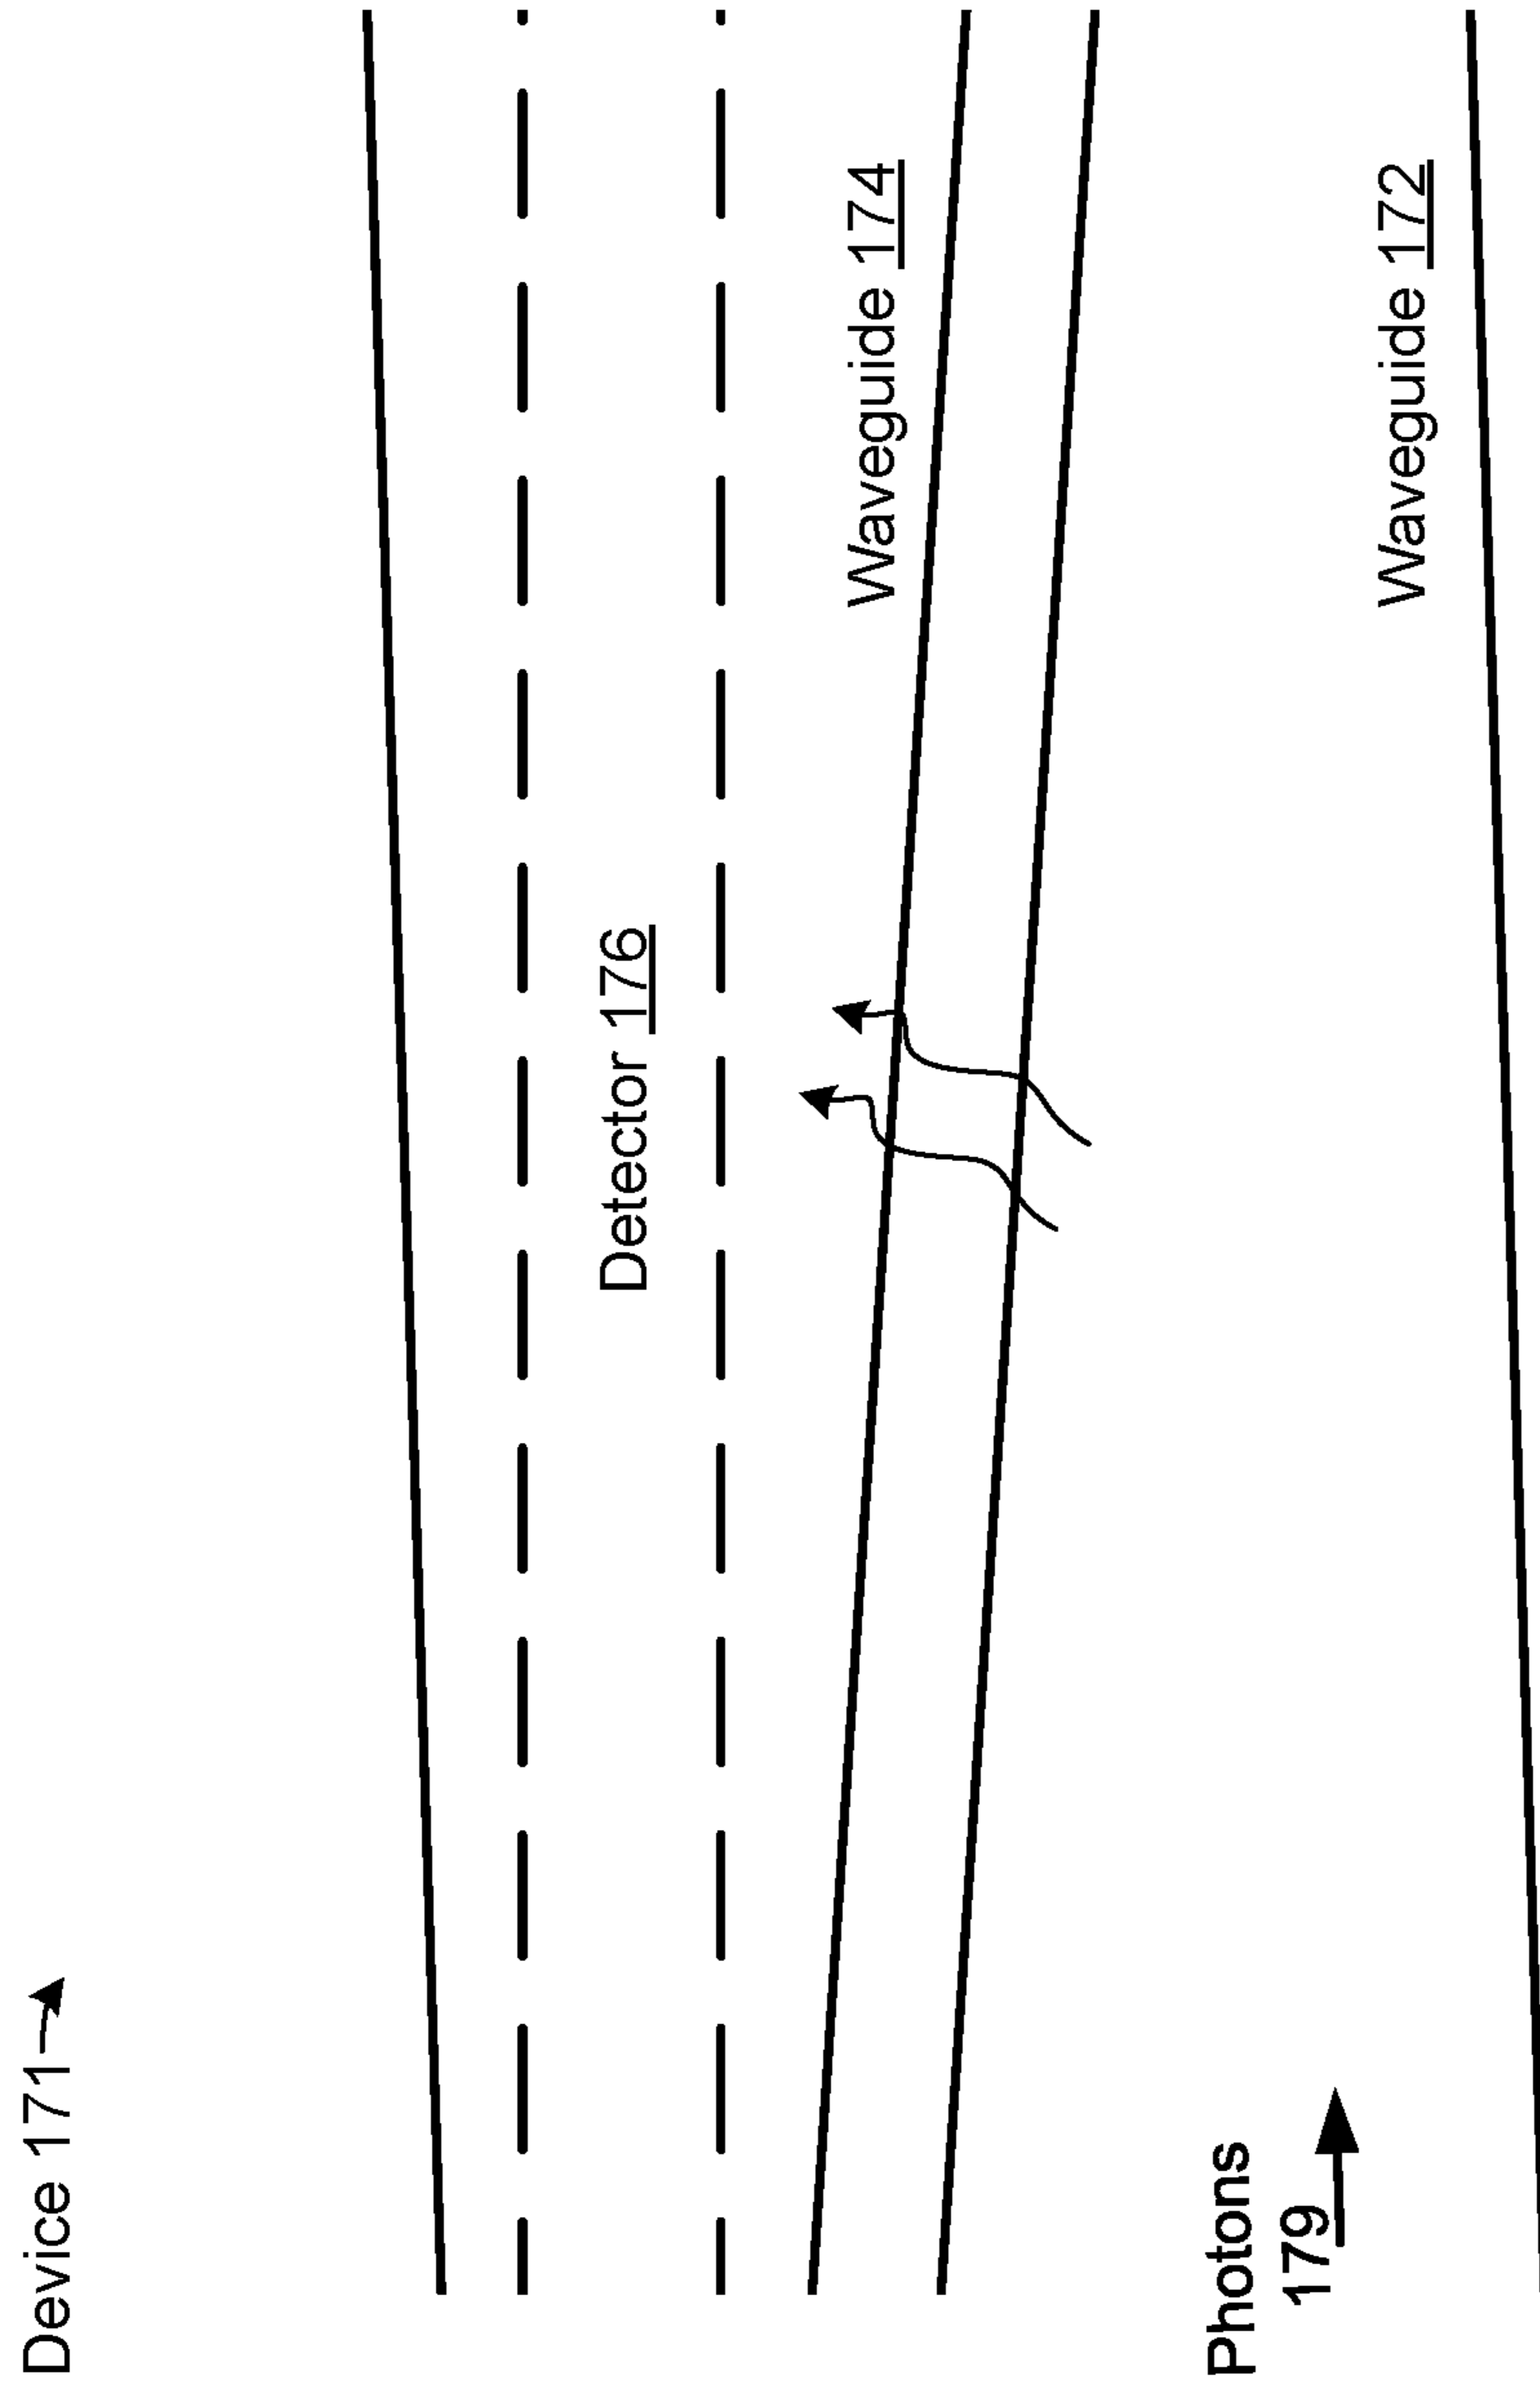 Device 171
Detector 176
Waveguide 174
Photons
179
Waveguide 172